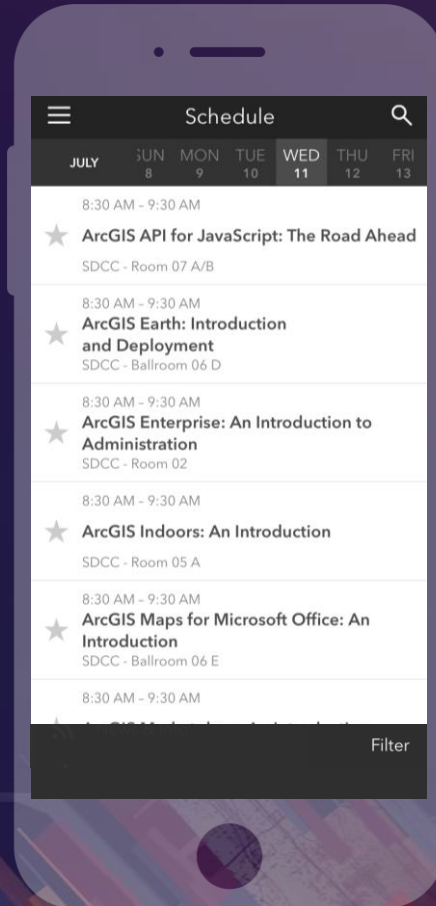 Schedule
JULY
SUN
8
MON
9
TUE
10
WED
11
THU
12
FRI
13
8:30 AM – 9:30 AM
ArcGIS API for JavaScript: The Road Ahead
SDCC - Room 07 A/B
8:30 AM – 9:30 AM
ArcGIS Earth: Introduction
and Deployment
SDCC - Ballroom 06 D
8:30 AM – 9:30 AM
ArcGIS Enterprise: An Introduction to
Administration
SDCC - Room 02
8:30 AM – 9:30 AM
ArcGIS Indoors: An Introduction
SDCC - Room 05 A
8:30 AM – 9:30 AM
ArcGIS Maps for Microsoft Office: An
Introduction
SDCC - Ballroom 06 E
8:30 AM – 9:30 AM
Filter